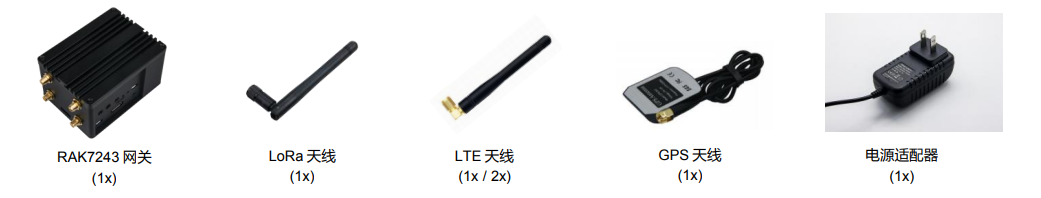 RAK7243 网关
(1x)
LoRa 天线
(1x)
LTE 天线
(1x / 2x)
GPS 天线
(1x)
电源适配器
(1x)